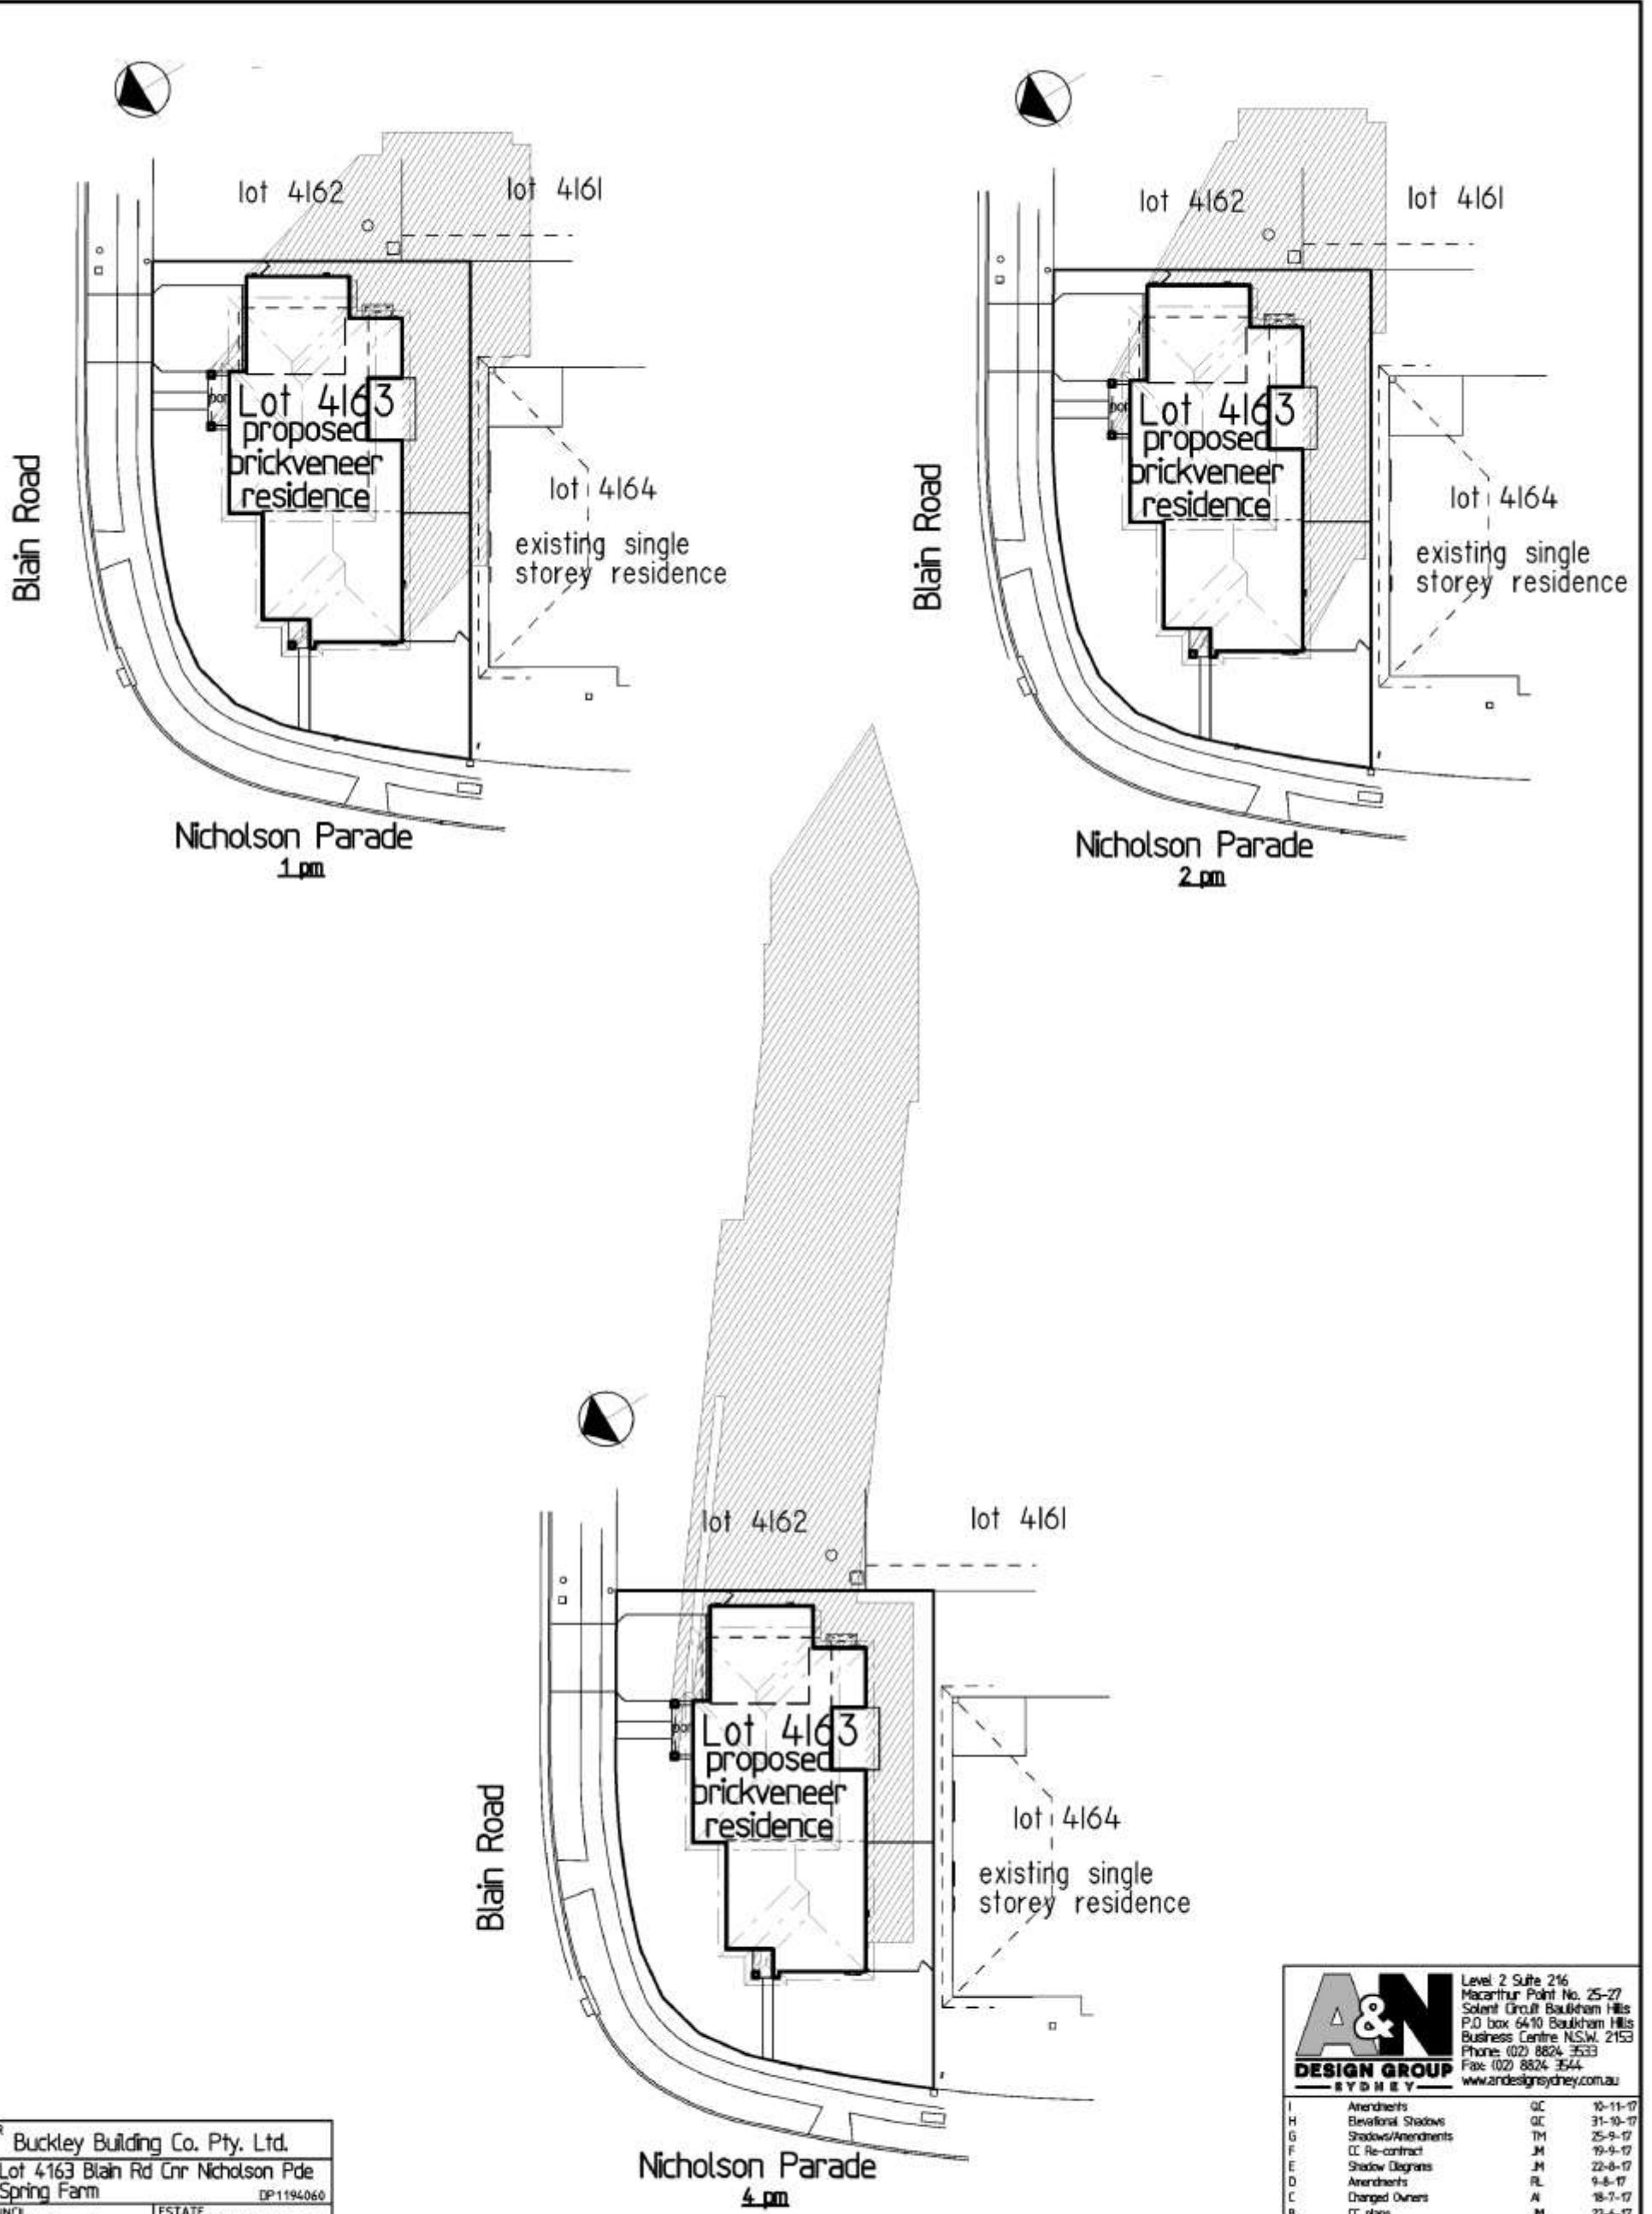 lot 4162
lot 4161
Lot 4163
proposed
brickveneer
residence
lot 4164
existing single
storey residence
Blain Road
Nicholson Parade
1 pm
lot 4162
lot 4161
Lot 4163
proposed
brickveneer
residence
lot 4164
existing single
storey residence
Blain Road
Nicholson Parade
2 pm
lot 4162
lot 4161
Lot 4163
proposed
brickveneer
residence
lot 4164
existing single
storey residence
Blain Road
Nicholson Parade
4 pm
Buckley Building Co. Pty. Ltd.
Lot 4163 Blain Rd Cnr Nicholson Pde
Spring Farm DP1194060
ESTATE
A&N
DESIGN GROUP
SYDNEY
Level 2 Suite 216
Macarthur Point No. 25-27
Solent Circuit Baulkham Hills
P.O box 6410 Baulkham Hills
Business Centre N.S.W. 2153
Phone: (02) 8824 3533
Fax: (02) 8824 3544
www.andesignsydney.com.au
I Amendments QC 10-11-17
H Elevational Shadows QC 31-10-17
G Shadows/Amendments TM 25-9-17
F CC Re-contract JM 19-9-17
E Shadow Diagrams JM 22-8-17
D Amendments RL 9-8-17
C Changed Owners AI 18-7-17